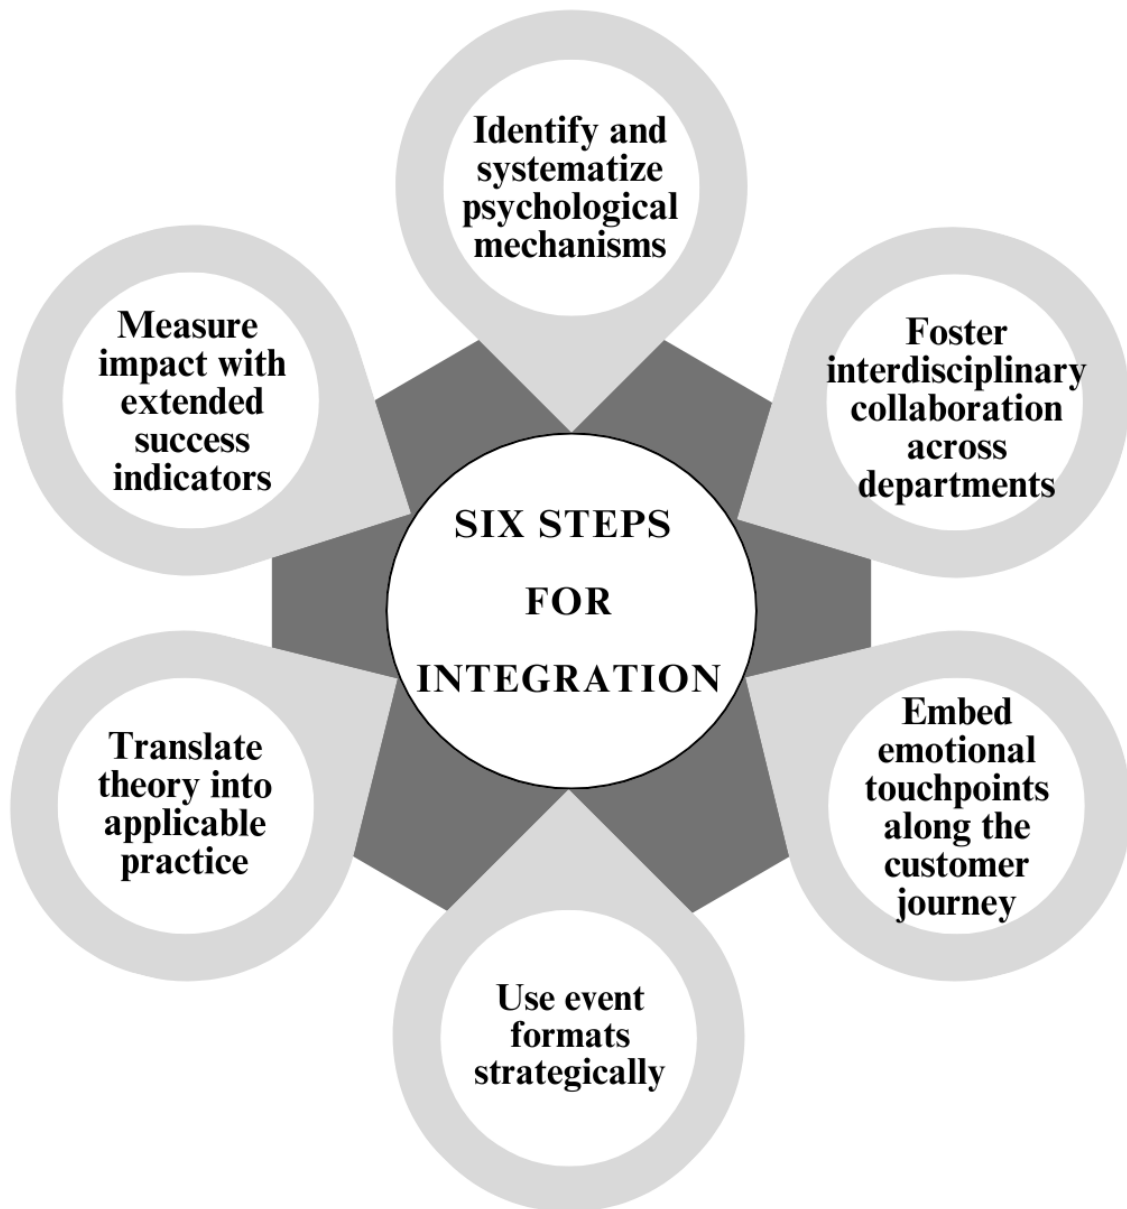 Identify and
systematize
psychological
mechanisms
Foster
interdisciplinary
collaboration
across
departments
Embed
emotional
touchpoints
along the
customer
journey
Use event
formats
strategically
Translate
theory into
applicable
practice
Measure
impact with
extended
success
indicators
SIX STEPS
FOR
INTEGRATION